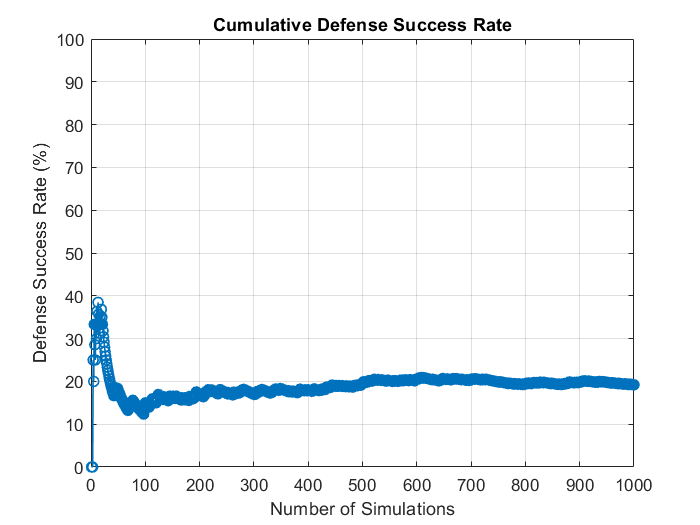 Cumulative Defense Success Rate
100
90
80
70
60
50
40
30
20
10
0
Defense Success Rate (%)
0 100 200 300 400 500 600 700 800 900 1000
Number of Simulations